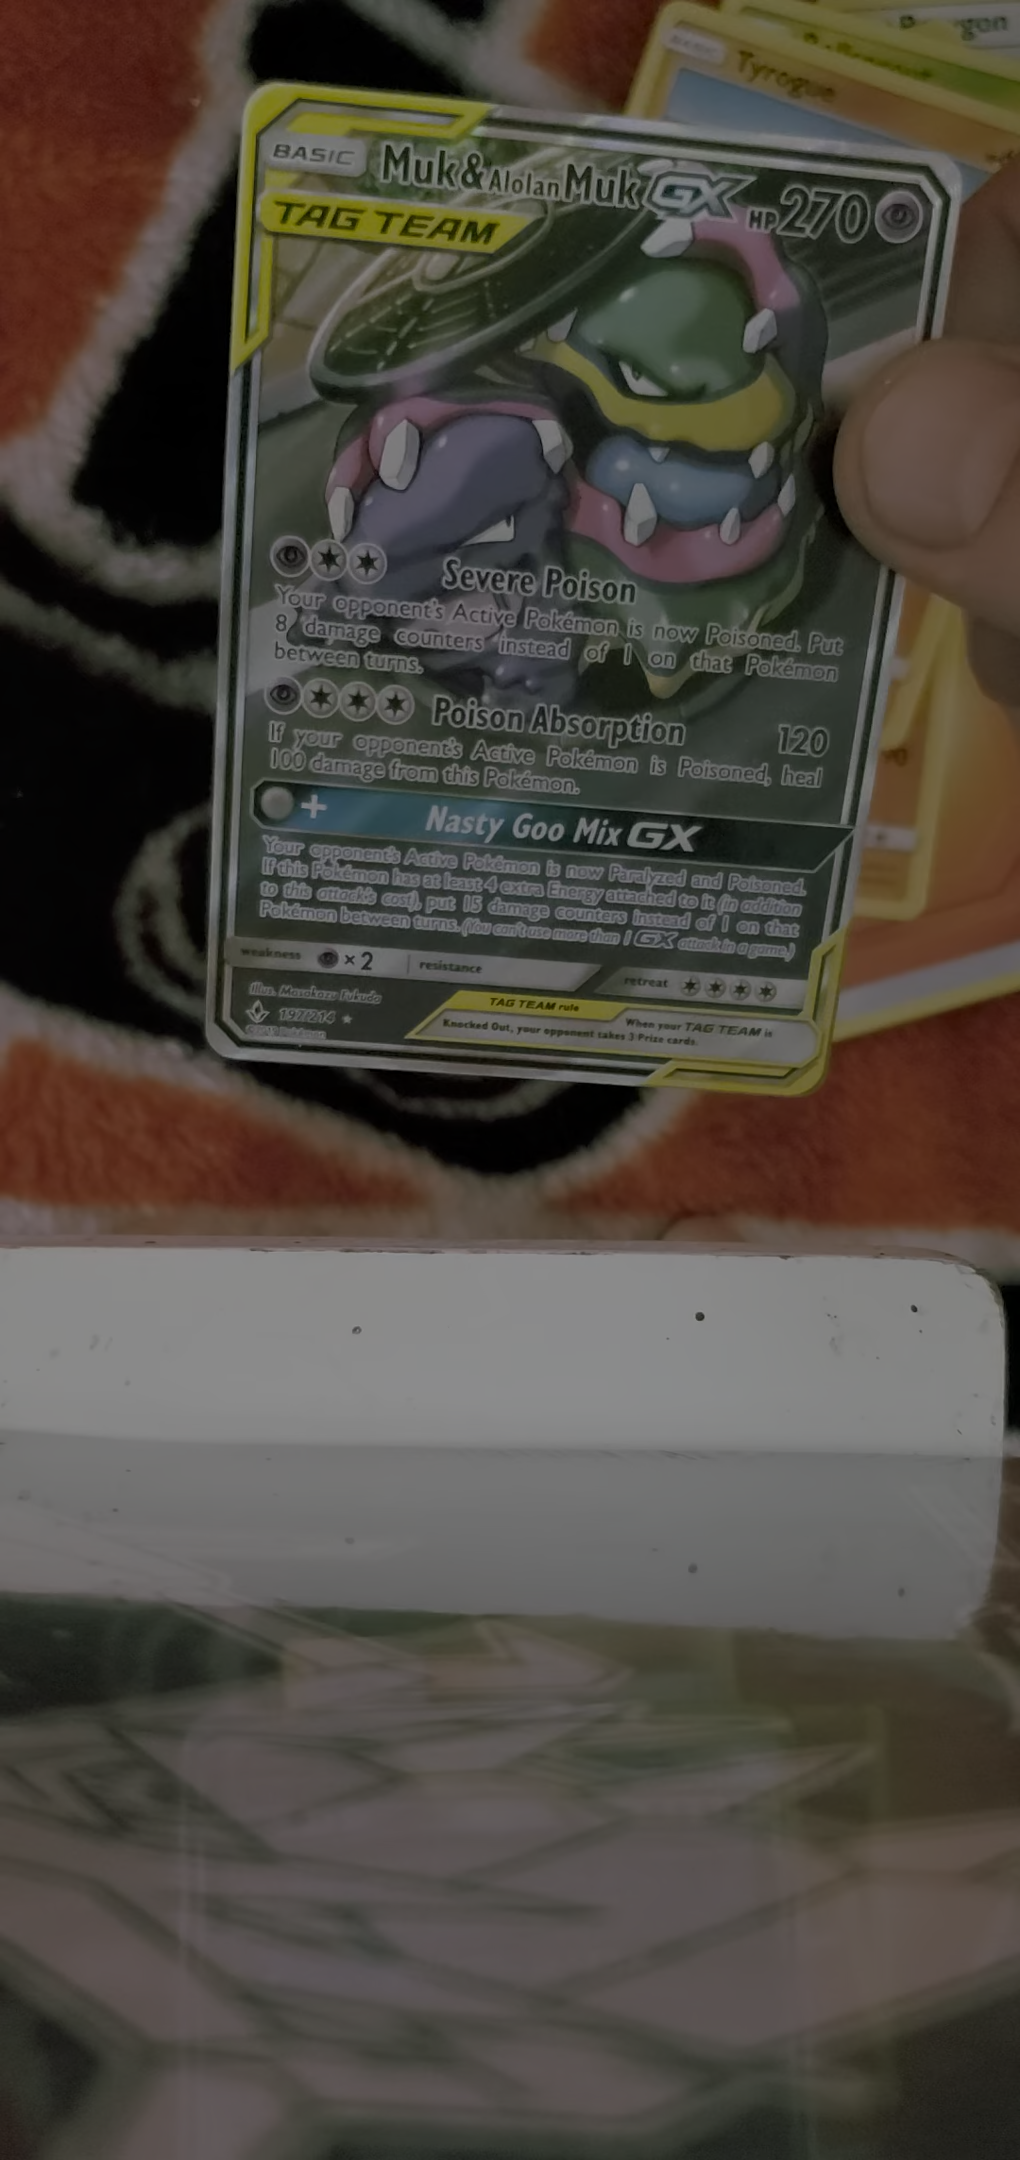 Tyrogue
BASIC
Muk & Alolan Muk GX HP 270
TAG TEAM
Severe Poison
Your opponent's Active Pokémon is now Poisoned. Put
8 damage counters instead of 1 on that Pokémon
between turns.
Poison Absorption 120
If your opponent's Active Pokémon is Poisoned, heal
100 damage from this Pokémon.
+ Nasty Goo Mix GX
Your opponent's Active Pokémon is now Paralyzed and Poisoned.
If this Pokémon has at least 4 extra Energy attached to it (in addition
to this attack's cost), put 15 damage counters instead of 1 on that
Pokémon between turns. (You can't use more than 1 GX attack in a game.)
weakness ×2 resistance retreat
Illus. Masakazu Fukuda
197/214
TAG TEAM rule When your TAG TEAM is
Knocked Out, your opponent takes 3 Prize cards.